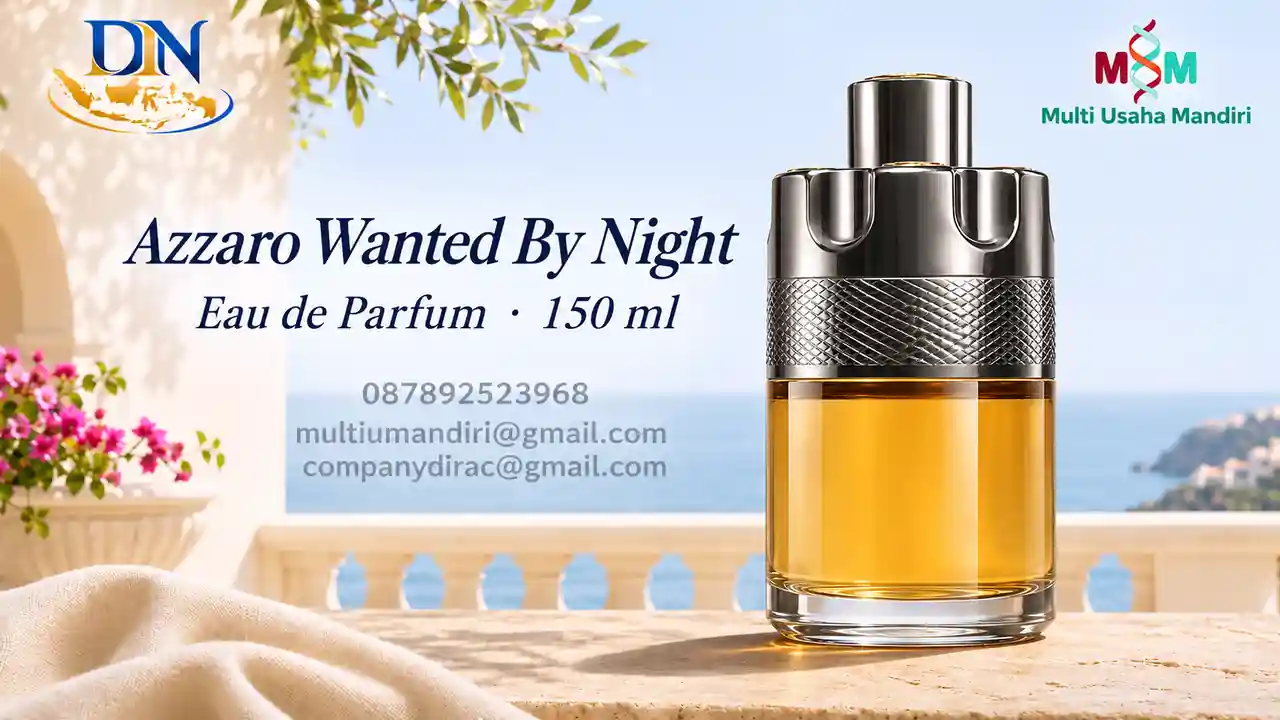 DN
MSM
Multi Usaha Mandiri
Azzaro Wanted By Night
Eau de Parfum · 150 ml
087892523968
multiumandiri@gmail.com
companydirac@gmail.com